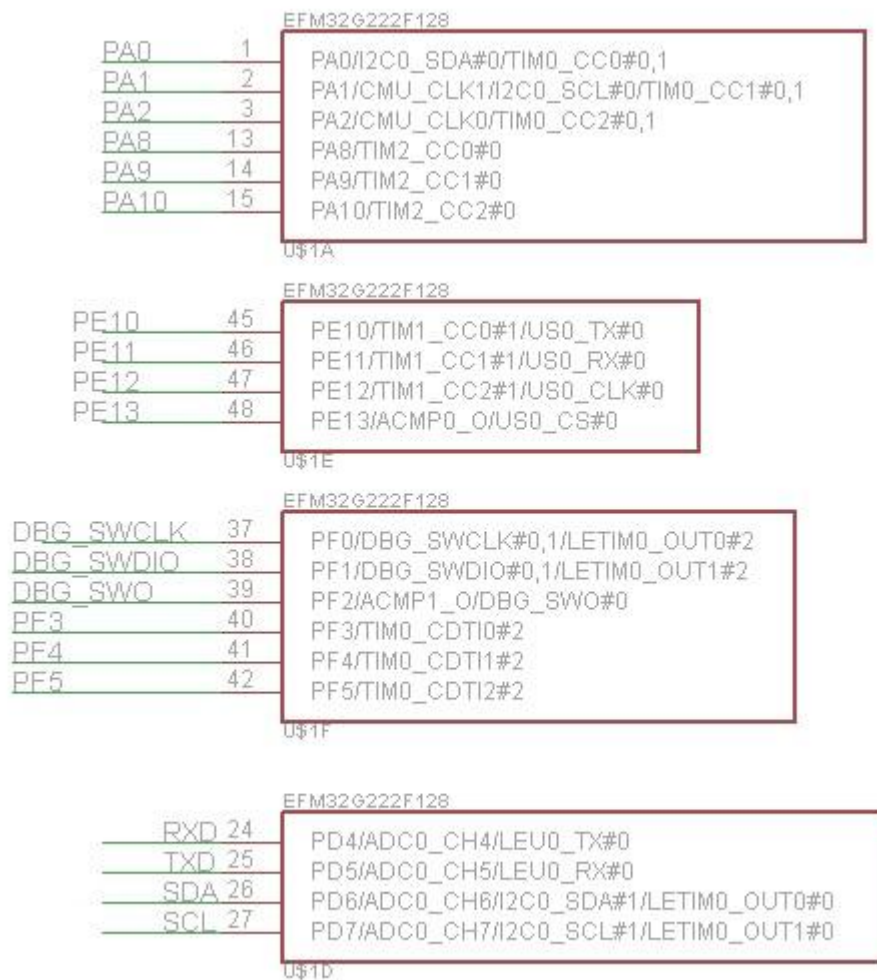 EFM32G222F128
PA0 1 PA0/I2C0_SDA#0/TIM0_CC0#0,1
PA1 2 PA1/CMU_CLK1/I2C0_SCL#0/TIM0_CC1#0,1
PA2 3 PA2/CMU_CLK0/TIM0_CC2#0,1
PA8 13 PA8/TIM2_CC0#0
PA9 14 PA9/TIM2_CC1#0
PA10 15 PA10/TIM2_CC2#0
U$1A
EFM32G222F128
PE10 45 PE10/TIM1_CC0#1/US0_TX#0
PE11 46 PE11/TIM1_CC1#1/US0_RX#0
PE12 47 PE12/TIM1_CC2#1/US0_CLK#0
PE13 48 PE13/ACMP0_O/US0_CS#0
U$1E
EFM32G222F128
DBG_SWCLK 37 PF0/DBG_SWCLK#0,1/LETIM0_OUT0#2
DBG_SWDIO 38 PF1/DBG_SWDIO#0,1/LETIM0_OUT1#2
DBG_SWO 39 PF2/ACMP1_O/DBG_SWO#0
PF3 40 PF3/TIM0_CDTI0#2
PF4 41 PF4/TIM0_CDTI1#2
PF5 42 PF5/TIM0_CDTI2#2
U$1F
EFM32G222F128
RXD 24 PD4/ADC0_CH4/LEU0_TX#0
TXD 25 PD5/ADC0_CH5/LEU0_RX#0
SDA 26 PD6/ADC0_CH6/I2C0_SDA#1/LETIM0_OUT0#0
SCL 27 PD7/ADC0_CH7/I2C0_SCL#1/LETIM0_OUT1#0
U$1D